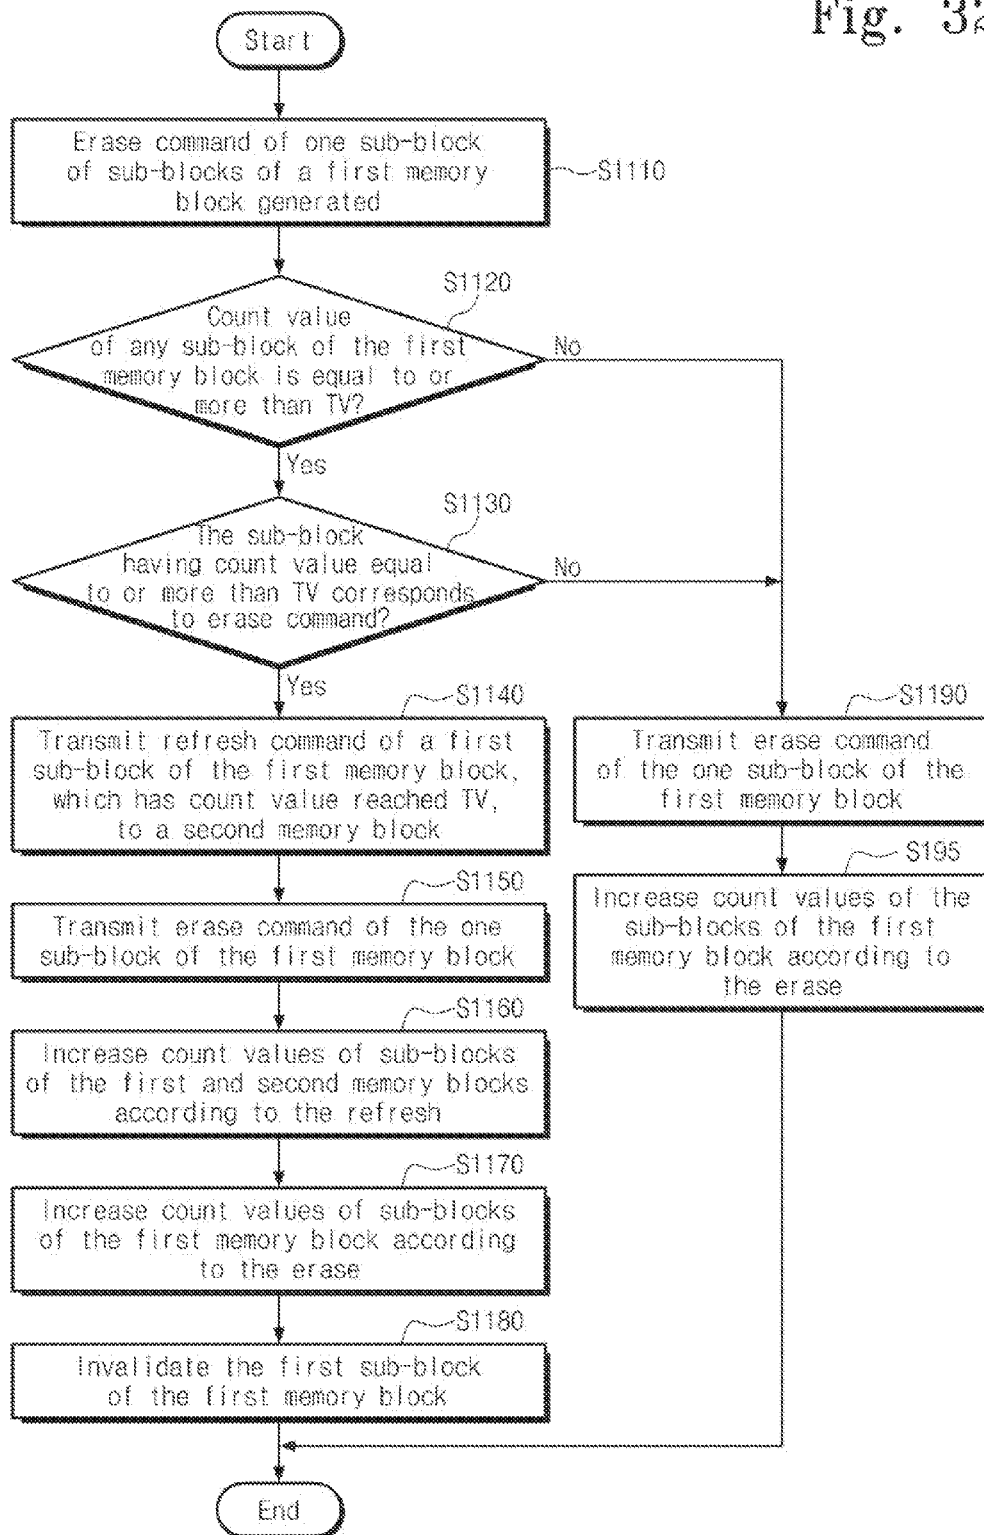 Fig. 32
Start
Erase command of one sub-block
of sub-blocks of a first memory
block generated
S1110
S1120
Count value
of any sub-block of the first
memory block is equal to or
more than TV?
No
Yes
S1130
The sub-block
having count value equal
to or more than TV corresponds
to erase command?
No
Yes
S1140
Transmit refresh command of a first
sub-block of the first memory block,
which has count value reached TV,
to a second memory block
S1190
Transmit erase command
of the one sub-block of the
first memory block
S1150
Transmit erase command of the one
sub-block of the first memory block
S195
Increase count values of the
sub-blocks of the first
memory block according to
the erase
S1160
Increase count values of sub-blocks
of the first and second memory blocks
according to the refresh
S1170
Increase count values of sub-blocks
of the first memory block according
to the erase
S1180
Invalidate the first sub-block
of the first memory block
End